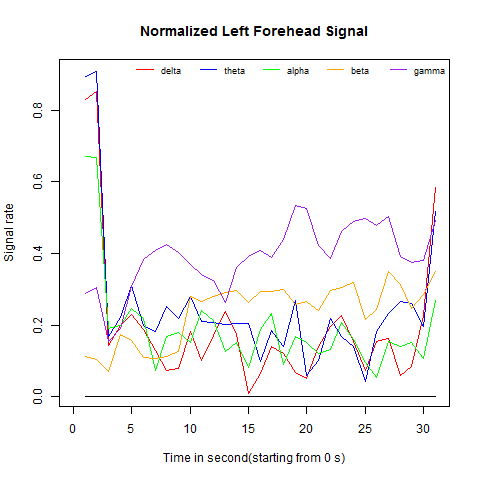 Normalized Left Forehead Signal
delta theta alpha beta gamma
Signal rate
0.8
0.6
0.4
0.2
0.0
0 5 10 15 20 25 30
Time in second(starting from 0 s)